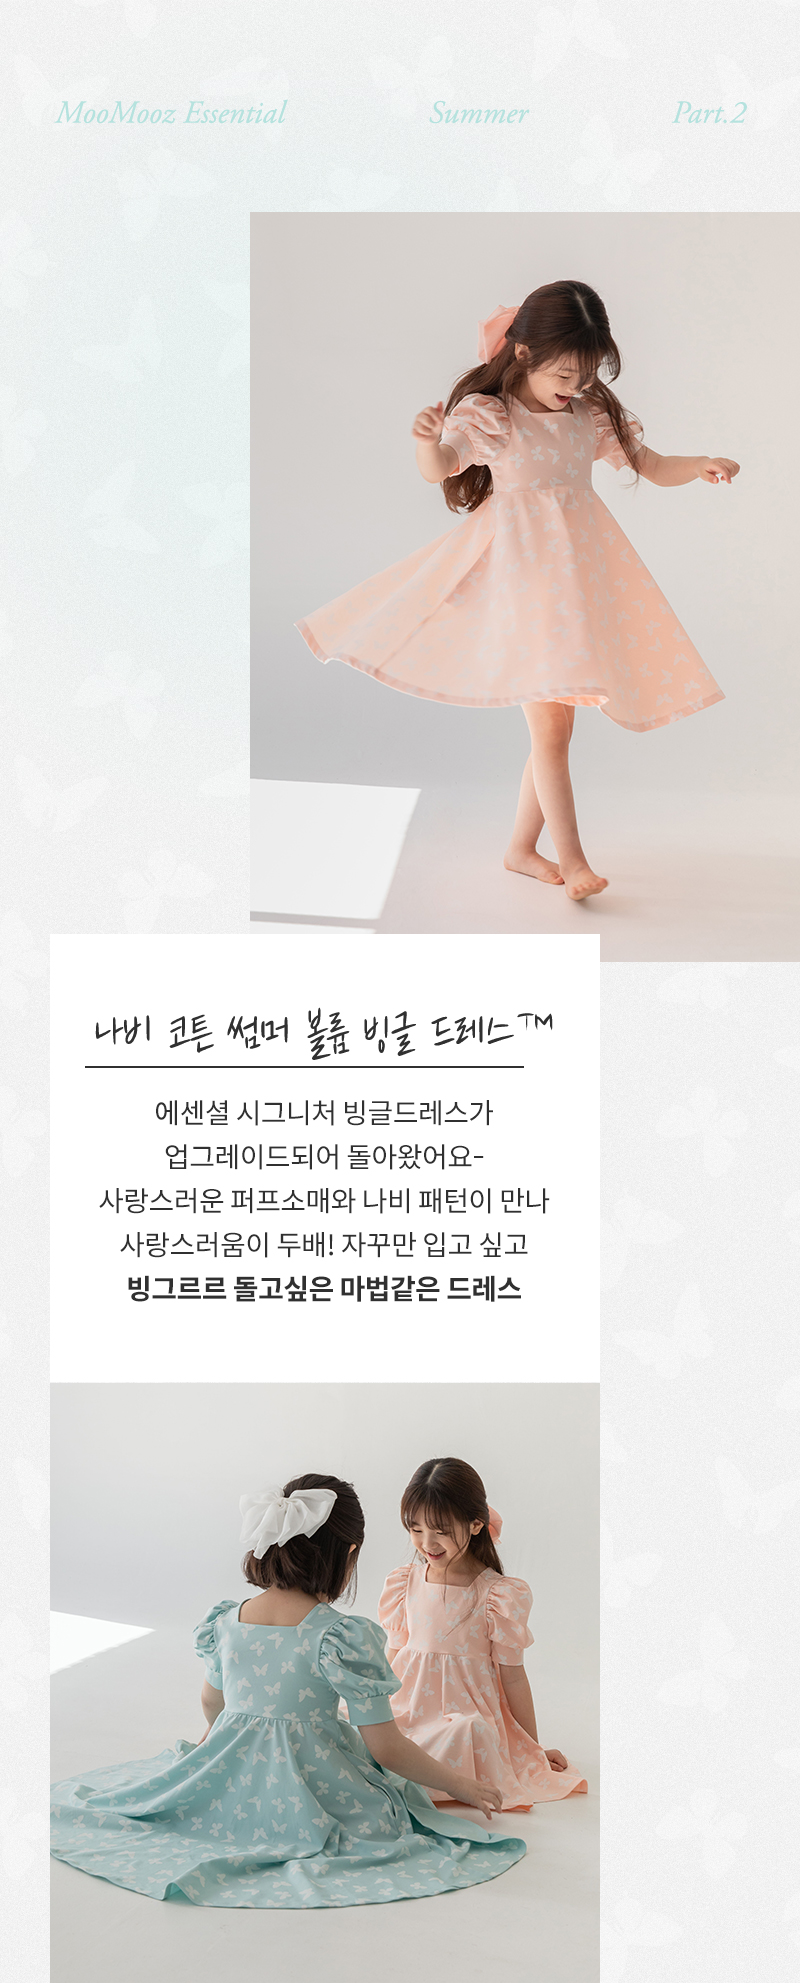 MooMooz Essential Summer Part.2
나비 코튼 썸머 볼륨 빙글 드레스™
에센셜 시그니처 빙글드레스가
업그레이드되어 돌아왔어요-
사랑스러운 퍼프소매와 나비 패턴이 만나
사랑스러움이 두배! 자꾸만 입고 싶고
빙그르르 돌고싶은 마법같은 드레스